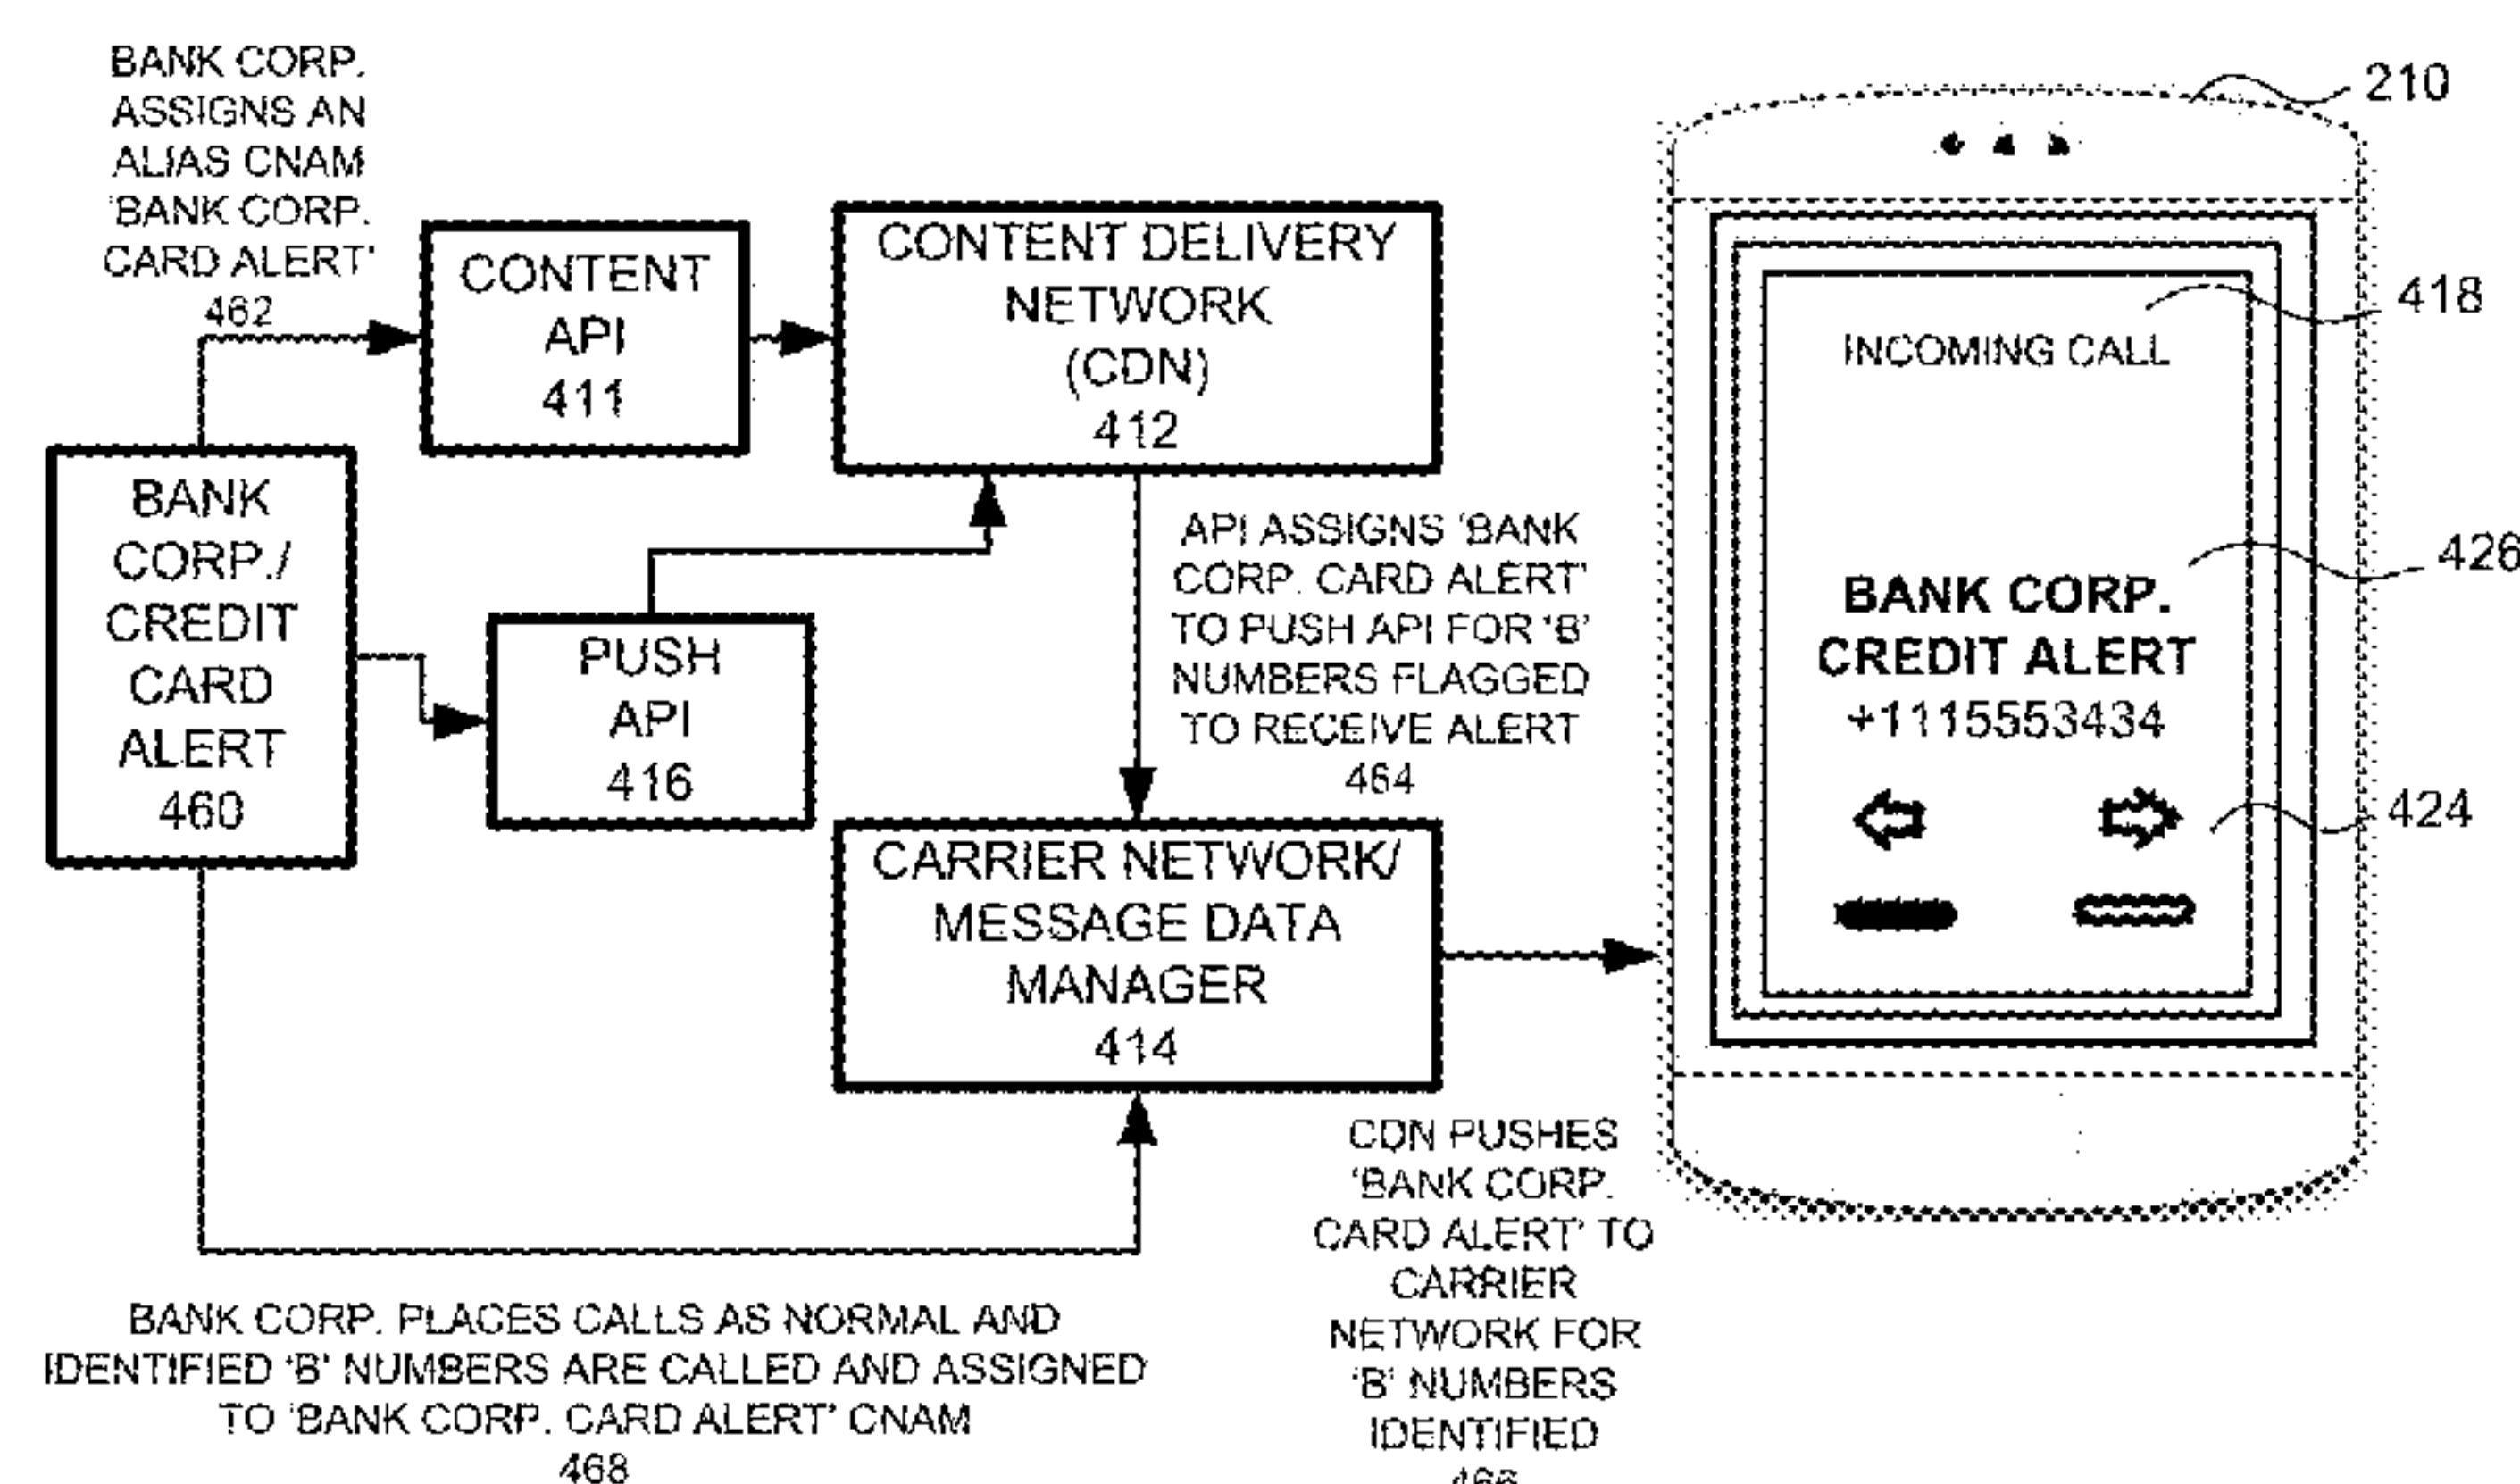 BANK CORP.
ASSIGNS AN
ALIAS CNAM
'BANK CORP.
CARD ALERT'
462
CONTENT
API
411
CONTENT DELIVERY
NETWORK
(CDN)
412
BANK
CORP./
CREDIT
CARD
ALERT
460
PUSH
API
416
API ASSIGNS 'BANK
CORP. CARD ALERT'
TO PUSH API FOR 'B'
NUMBERS FLAGGED
TO RECEIVE ALERT
464
CARRIER NETWORK/
MESSAGE DATA
MANAGER
414
BANK CORP. PLACES CALLS AS NORMAL AND
IDENTIFIED 'B' NUMBERS ARE CALLED AND ASSIGNED
TO 'BANK CORP. CARD ALERT' CNAM
468
CDN PUSHES
'BANK CORP.
CARD ALERT' TO
CARRIER
NETWORK FOR
'B' NUMBERS
IDENTIFIED
466
210
418
INCOMING CALL
426
BANK CORP.
CREDIT ALERT
+1115553434
424